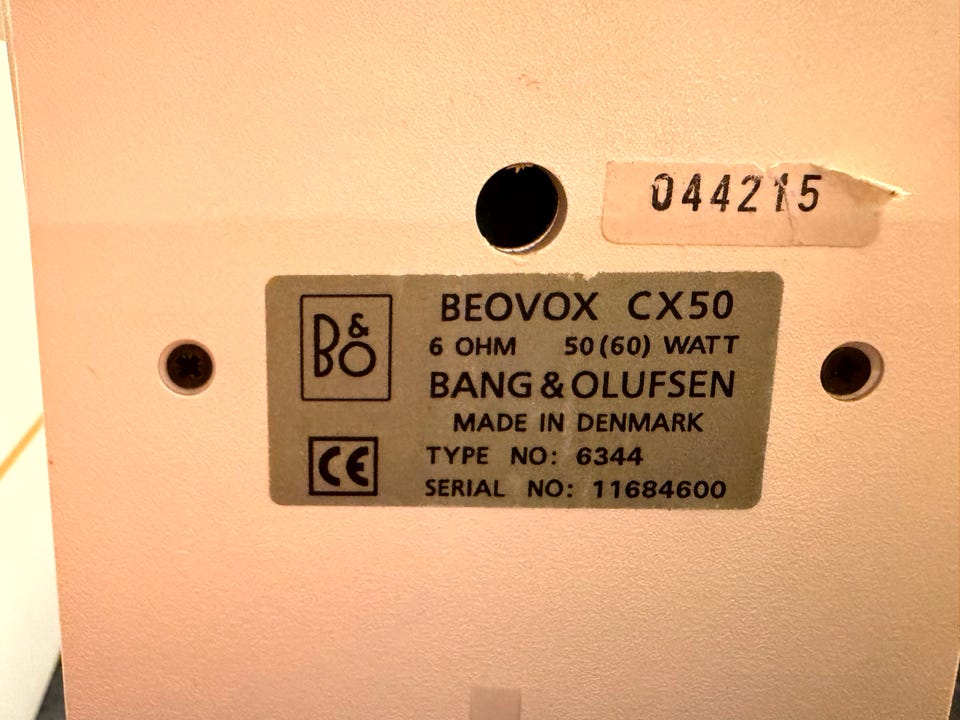 044215
B&O
BEOVOX CX50
6 OHM 50(60) WATT
BANG & OLUFSEN
MADE IN DENMARK
CE
TYPE NO: 6344
SERIAL NO: 11684600